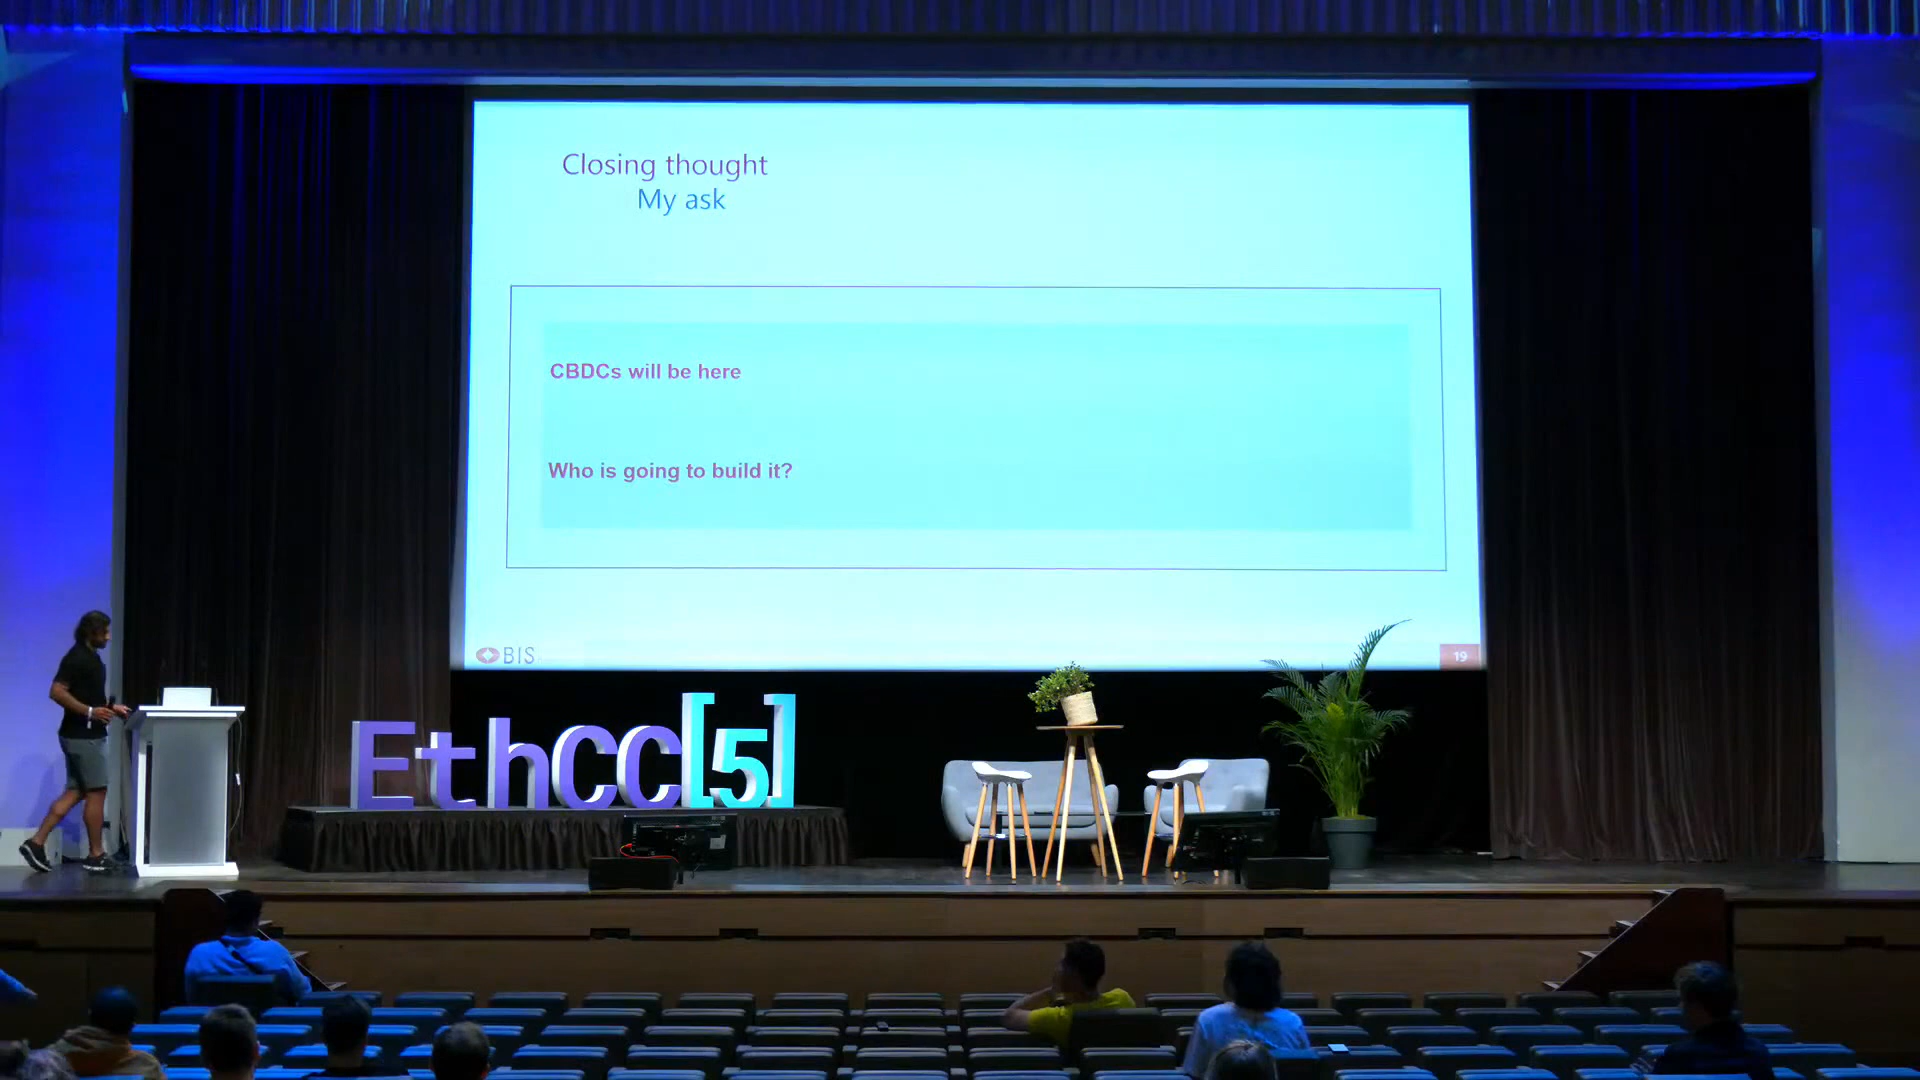 Closing thought
My ask
CBDCs will be here
Who is going to build it?
BIS
19
EthCC[5]